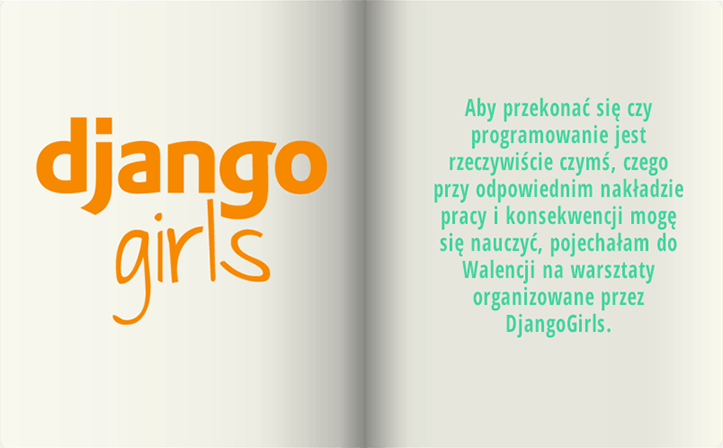 django
girls
Aby przekonać się czy
programowanie jest
rzeczywiście czymś, czego
przy odpowiednim nakładzie
pracy i konsekwencji mogę
się nauczyć, pojechałam do
Walencji na warsztaty
organizowane przez
DjangoGirls.